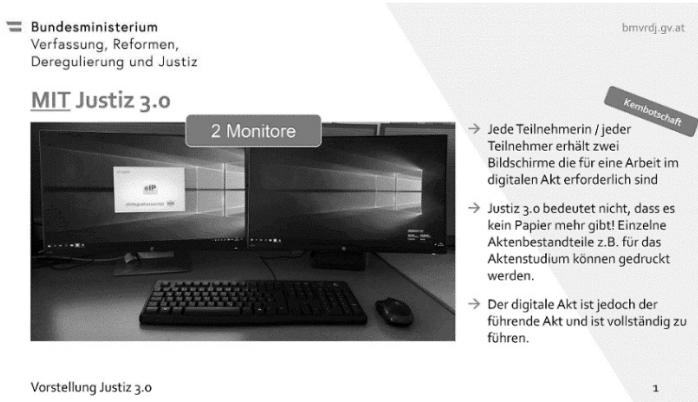 Bundesministerium
Verfassung, Reformen,
Deregulierung und Justiz
bmvrdj.gv.at
MIT Justiz 3.0
2 Monitore
eIP
Kernbotschaft
→ Jede Teilnehmerin / jeder
Teilnehmer erhält zwei
Bildschirme die für eine Arbeit im
digitalen Akt erforderlich sind
→ Justiz 3.0 bedeutet nicht, dass es
kein Papier mehr gibt! Einzelne
Aktenbestandteile z.B. für das
Aktenstudium können gedruckt
werden.
→ Der digitale Akt ist jedoch der
führende Akt und ist vollständig zu
führen.
Vorstellung Justiz 3.0
1